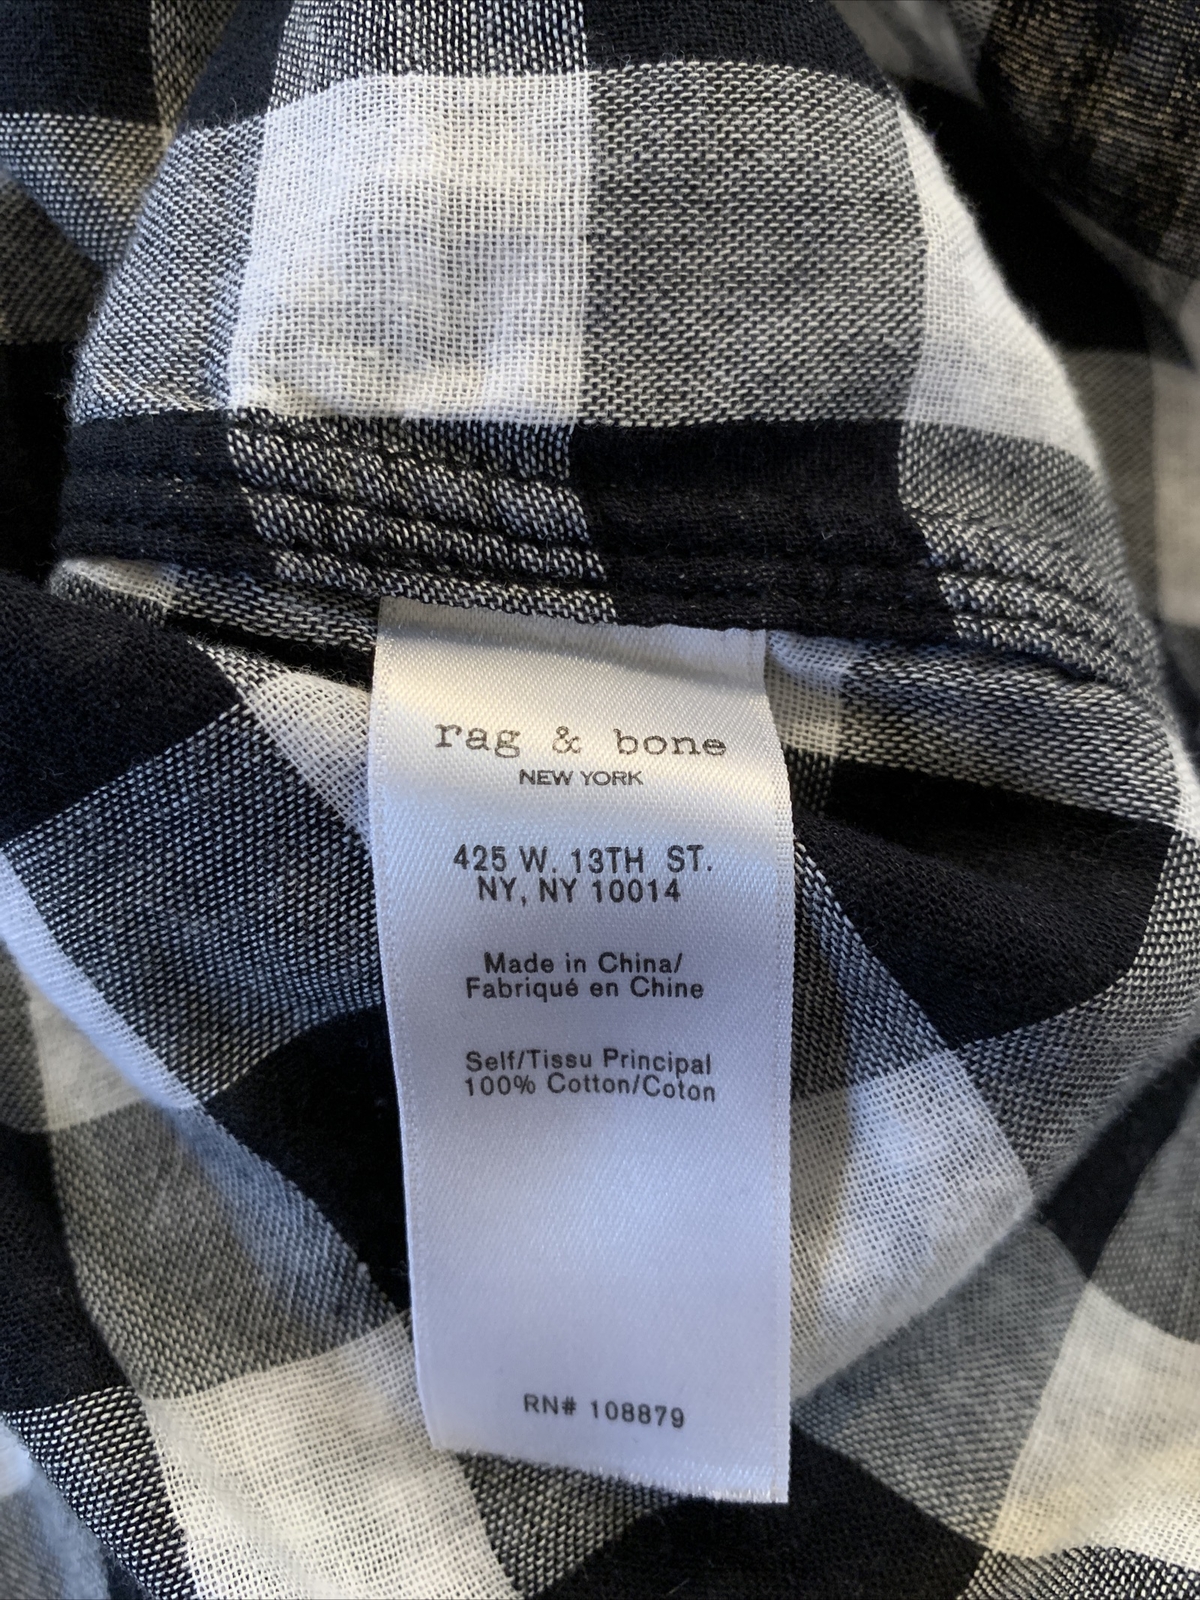 rag & bone
NEW YORK
425 W. 13TH ST.
NY, NY 10014
Made in China/
Fabriqué en Chine
Self/Tissu Principal
100% Cotton/Coton
RN# 108879